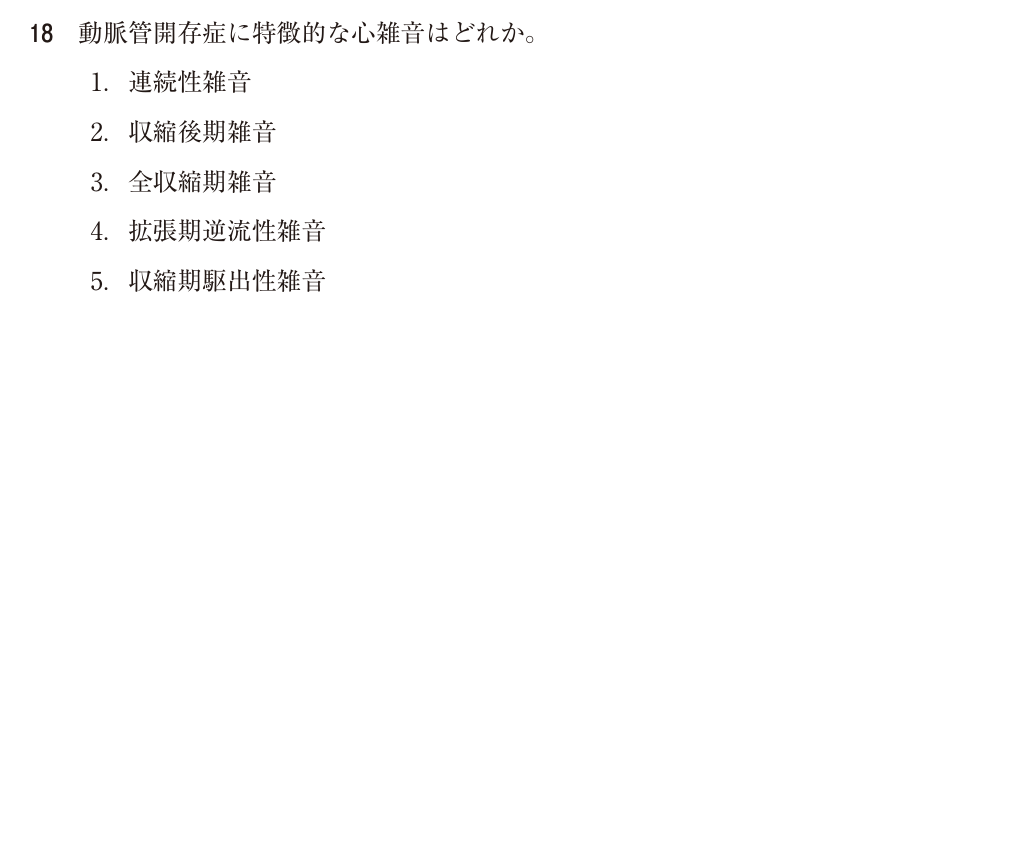 18 動脈管開存症に特徴的な心雑音はどれか。
1. 連続性雑音
2. 収縮後期雑音
3. 全収縮期雑音
4. 拡張期逆流性雑音
5. 収縮期駆出性雑音